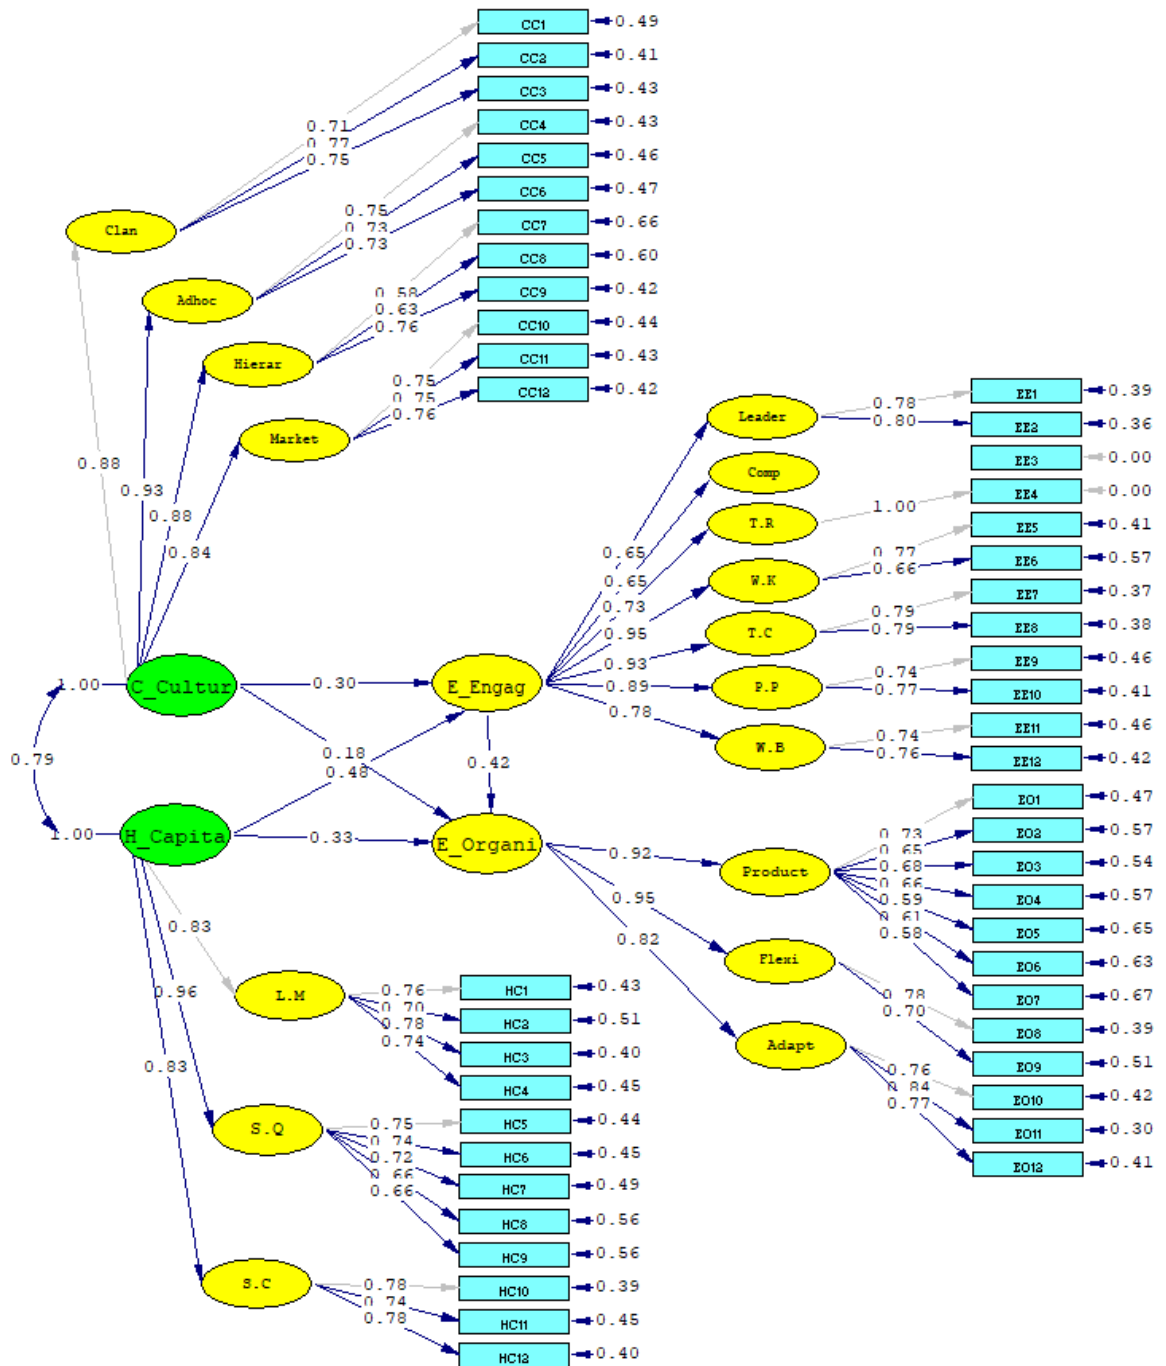 CC1 0.49
CC2 0.41
CC3 0.43
0.71
0.77
0.75
CC4 0.43
CC5 0.46
CC6 0.47
Clan
0.75
0.73
0.73
CC7 0.66
CC8 0.60
CC9 0.42
Adhoc
0.58
0.63
0.76
CC10 0.44
CC11 0.43
CC12 0.42
Hierar
0.75
0.75
0.76
Market
0.88
0.93
0.88
0.84
Leader
0.78
0.80
EE1 0.39
EE2 0.36
Comp
EE3 0.00
T.R
1.00
EE4 0.00
W.K
0.77
0.66
EE5 0.41
EE6 0.57
T.C
0.79
0.79
EE7 0.37
EE8 0.38
P.P
0.74
0.77
EE9 0.46
EE10 0.41
W.B
0.74
0.76
EE11 0.46
EE12 0.42
0.65
0.65
0.73
0.95
0.93
0.89
0.78
1.00 C_Cultur 0.30 E_Engag
0.79
0.18
0.48
0.42
1.00 H_Capita 0.33 E_Organi
0.92
0.95
0.82
Product
0.73
0.65
0.68
0.66
0.59
0.61
0.58
EO1 0.47
EO2 0.57
EO3 0.54
EO4 0.57
EO5 0.65
EO6 0.63
EO7 0.67
Flexi
0.78
0.70
EO8 0.39
EO9 0.51
Adapt
0.76
0.84
0.77
EO10 0.42
EO11 0.30
EO12 0.41
0.83
0.96
0.83
L.M
0.76
0.70
0.78
0.74
HC1 0.43
HC2 0.51
HC3 0.40
HC4 0.45
S.Q
0.75
0.74
0.72
0.66
0.66
HC5 0.44
HC6 0.45
HC7 0.49
HC8 0.56
HC9 0.56
S.C
0.78
0.74
0.78
HC10 0.39
HC11 0.45
HC12 0.40